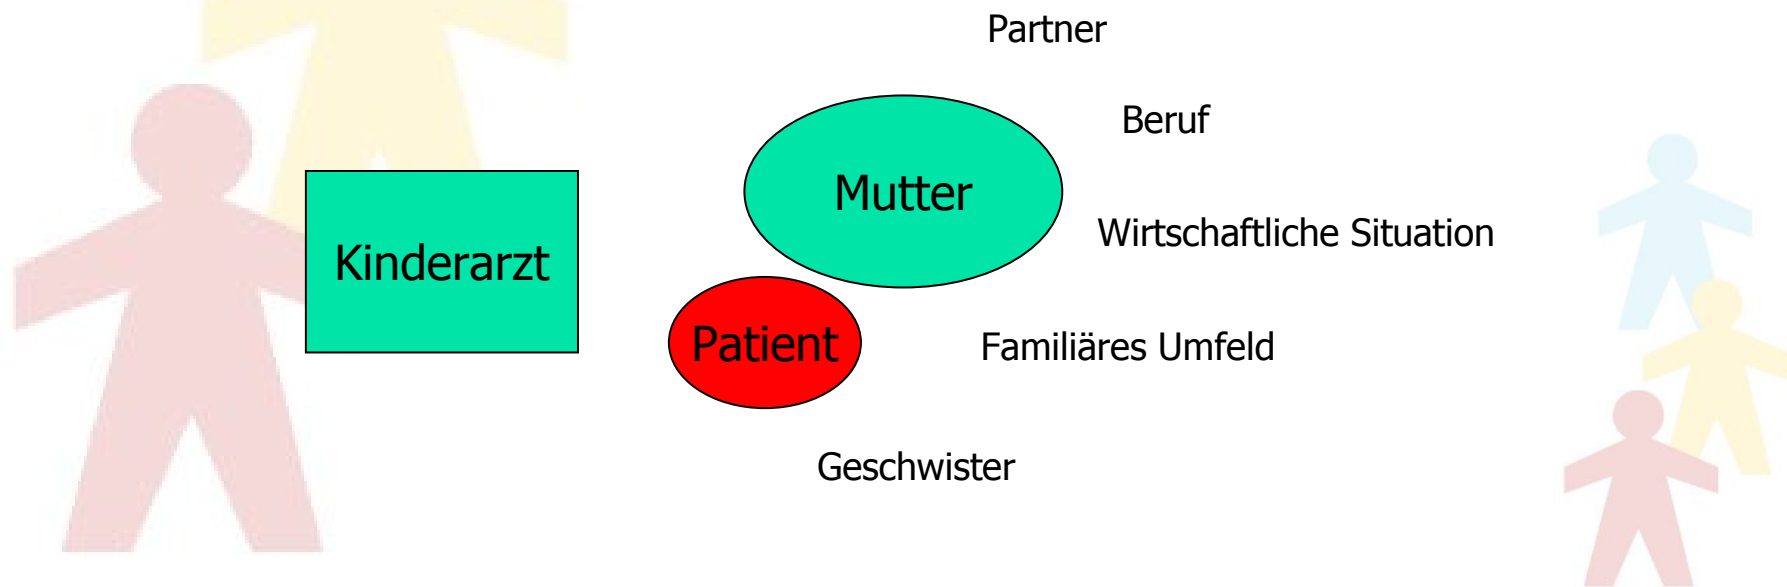 Partner
Beruf
Mutter
Wirtschaftliche Situation
Kinderarzt
Patient
Familiäres Umfeld
Geschwister